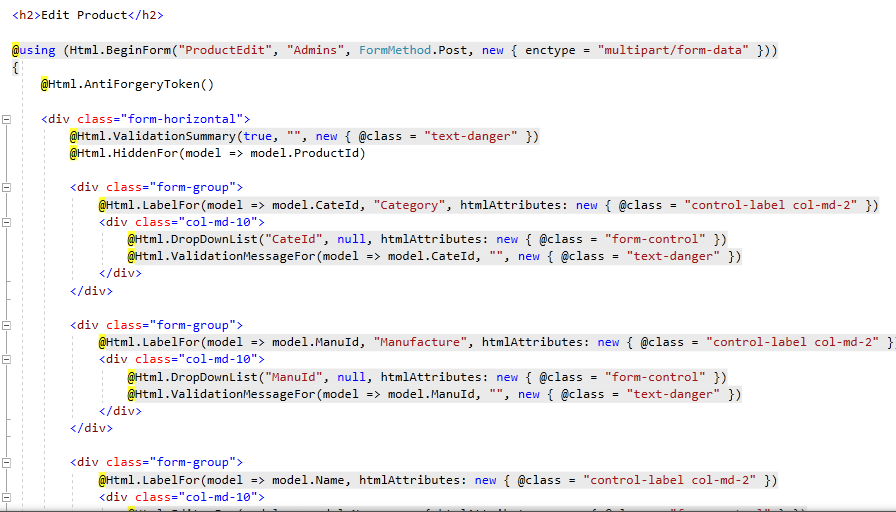 <h2>Edit Product</h2>
@using (Html.BeginForm("ProductEdit", "Admins", FormMethod.Post, new { enctype = "multipart/form-data" }))
{
@Html.AntiForgeryToken()
<div class="form-horizontal">
@Html.ValidationSummary(true, "", new { @class = "text-danger" })
@Html.HiddenFor(model => model.ProductId)
<div class="form-group">
@Html.LabelFor(model => model.CateId, "Category", htmlAttributes: new { @class = "control-label col-md-2" })
<div class="col-md-10">
@Html.DropDownList("CateId", null, htmlAttributes: new { @class = "form-control" })
@Html.ValidationMessageFor(model => model.CateId, "", new { @class = "text-danger" })
</div>
</div>
<div class="form-group">
@Html.LabelFor(model => model.ManuId, "Manufacture", htmlAttributes: new { @class = "control-label col-md-2" }
<div class="col-md-10">
@Html.DropDownList("ManuId", null, htmlAttributes: new { @class = "form-control" })
@Html.ValidationMessageFor(model => model.ManuId, "", new { @class = "text-danger" })
</div>
</div>
<div class="form-group">
@Html.LabelFor(model => model.Name, htmlAttributes: new { @class = "control-label col-md-2" })
<div class="col-md-10">